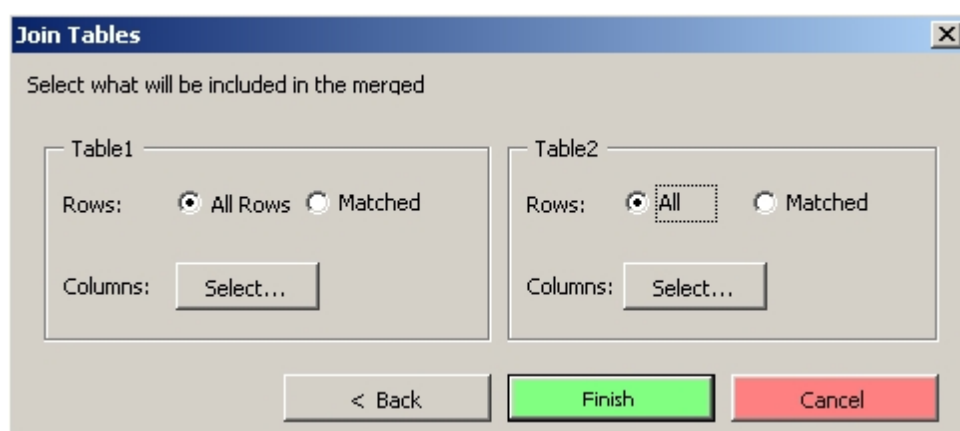 Join Tables
Select what will be included in the merged
Table1
Rows: All Rows Matched
Columns: Select...
Table2
Rows: All Matched
Columns: Select...
< Back Finish Cancel